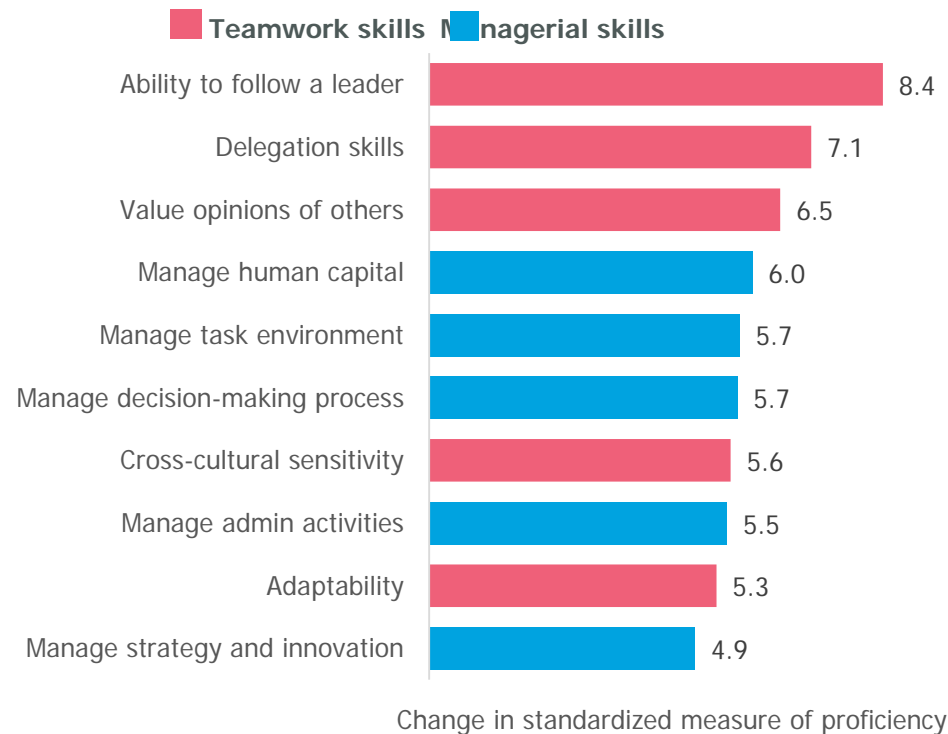 Teamwork skills M nagerial skills
Ability to follow a leader 8.4
Delegation skills 7.1
Value opinions of others 6.5
Manage human capital 6.0
Manage task environment 5.7
Manage decision-making process 5.7
Cross-cultural sensitivity 5.6
Manage admin activities 5.5
Adaptability 5.3
Manage strategy and innovation 4.9
Change in standardized measure of proficiency